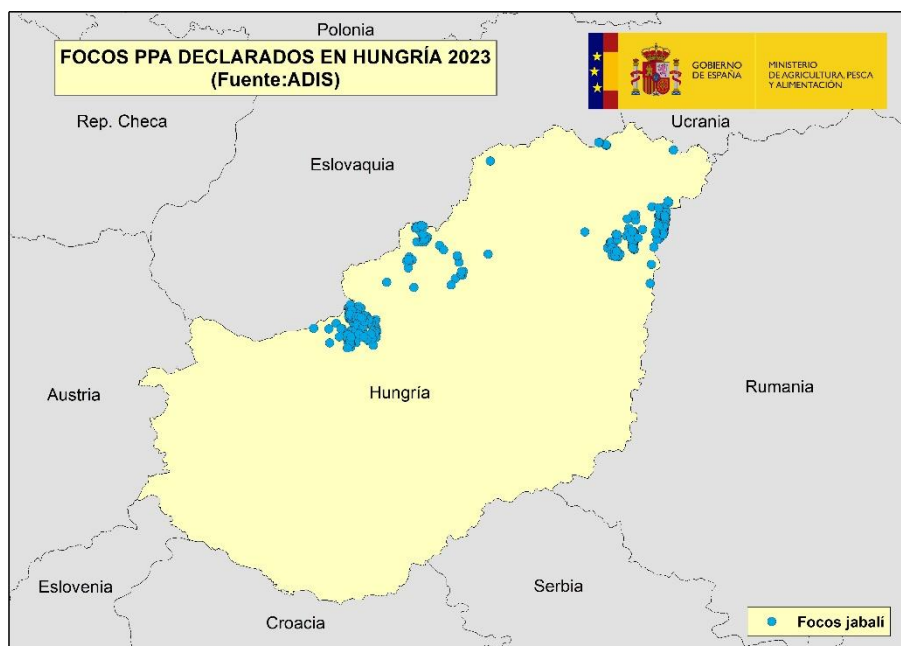 Polonia
FOCOS PPA DECLARADOS EN HUNGRÍA 2023
(Fuente:ADIS)
GOBIERNO
DE ESPAÑA
MINISTERIO
DE AGRICULTURA, PESCA
Y ALIMENTACIÓN
Rep. Checa
Ucrania
Eslovaquia
Austria
Hungría
Rumania
Eslovenia
Serbia
Croacia
Focos jabalí